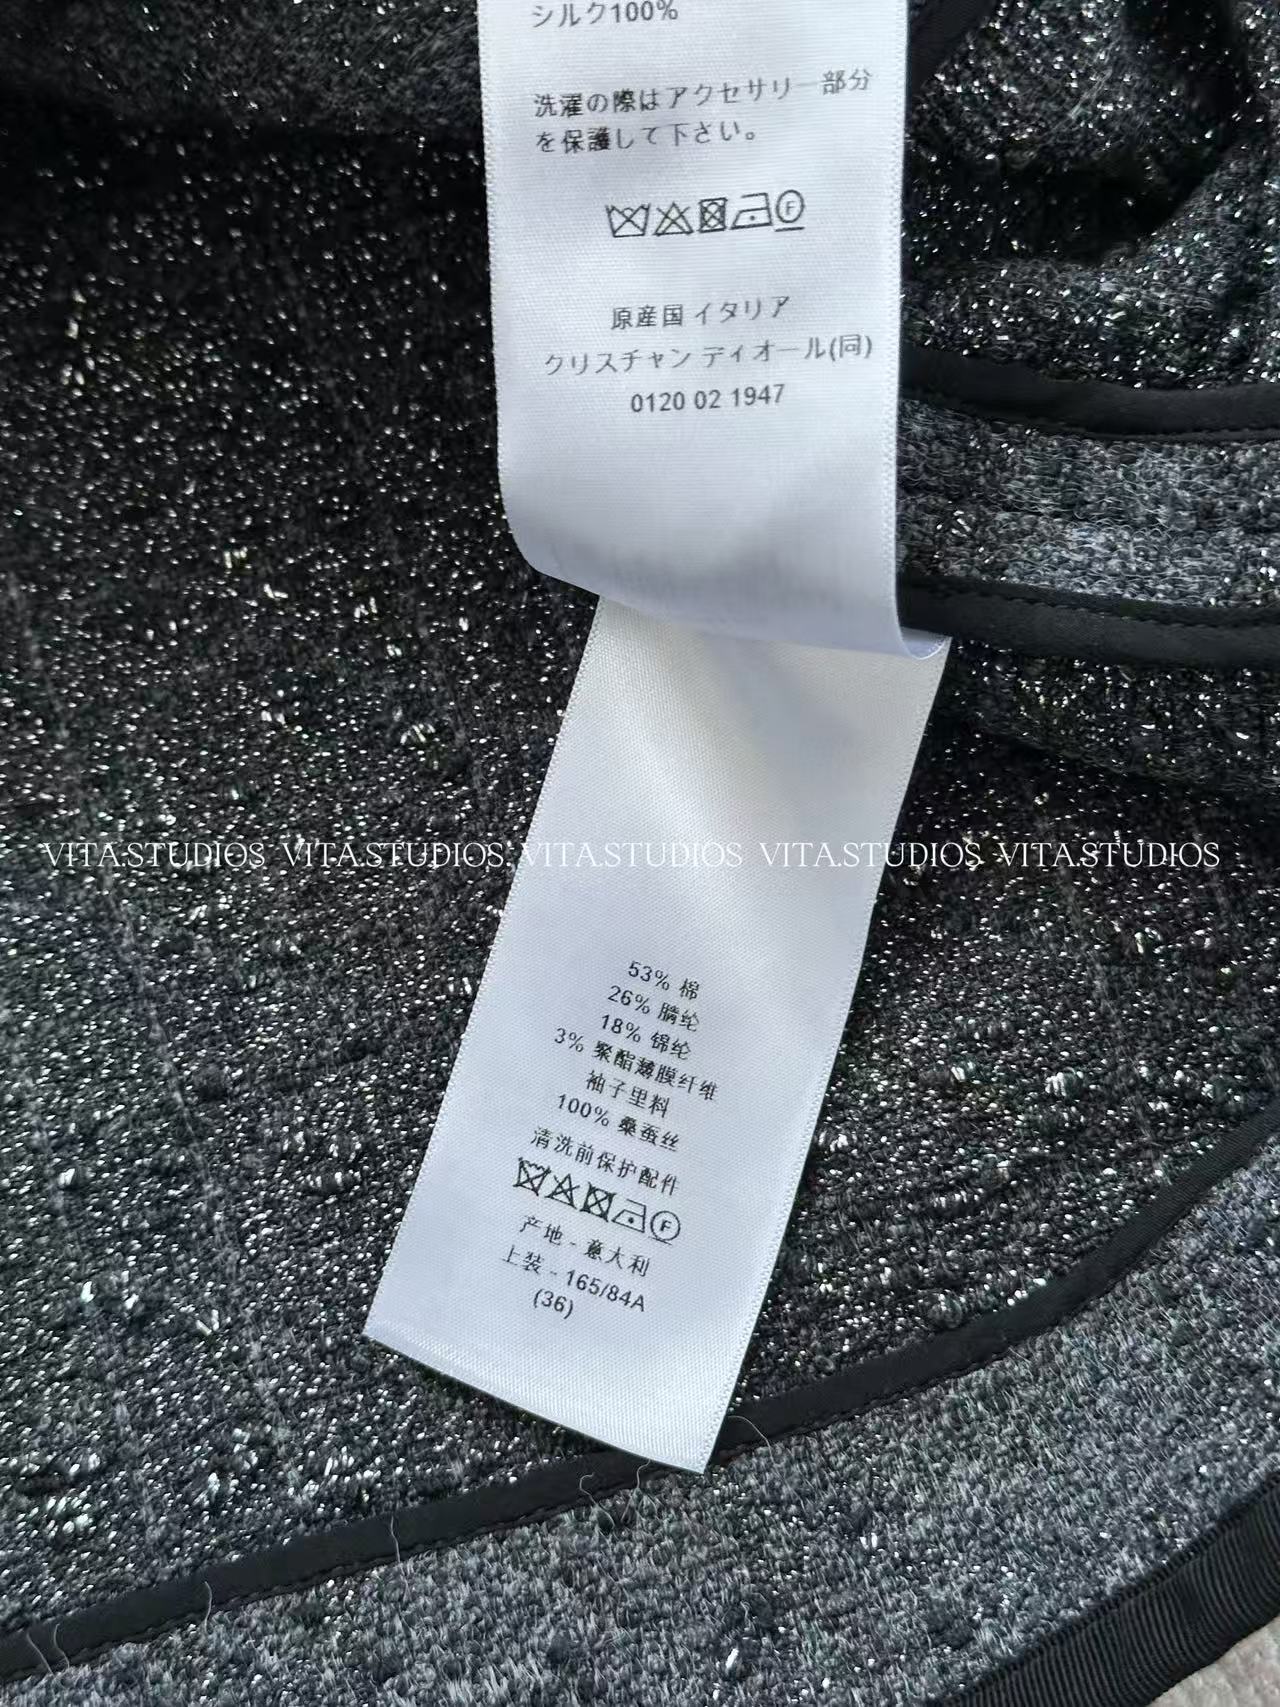 シルク100%
洗濯の際はアクセサリー部分
を保護して下さい。
F
原産国 イタリア
クリスチャン ディオール(同)
0120 02 1947
VITA.STUDIOS VITA.STUDIOS VITA.STUDIOS VITA.STUDIOS VITA.STUDIOS
53% 棉
26% 腈纶
18% 锦纶
3% 聚酯薄膜纤维
袖子里料
100% 桑蚕丝
清洗前保护配件
F
产地 - 意大利
上装 - 165/84A
(36)